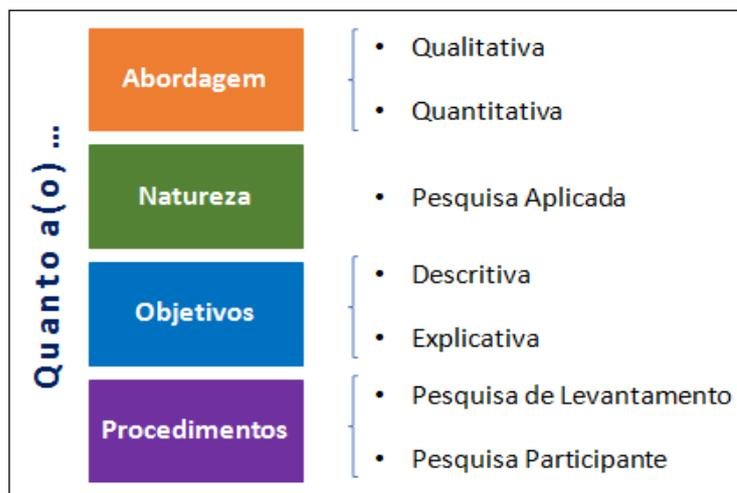 Quanto a(o) ...
Abordagem
• Qualitativa
• Quantitativa
Natureza
• Pesquisa Aplicada
Objetivos
• Descritiva
• Explicativa
Procedimentos
• Pesquisa de Levantamento
• Pesquisa Participante